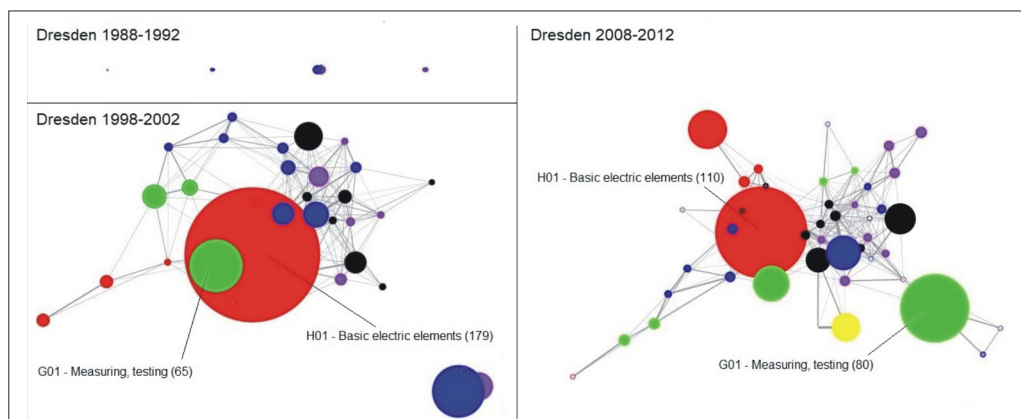 Dresden 1988-1992
Dresden 1998-2002
H01 - Basic electric elements (179)
G01 - Measuring, testing (65)
Dresden 2008-2012
H01 - Basic electric elements (110)
G01 - Measuring, testing (80)